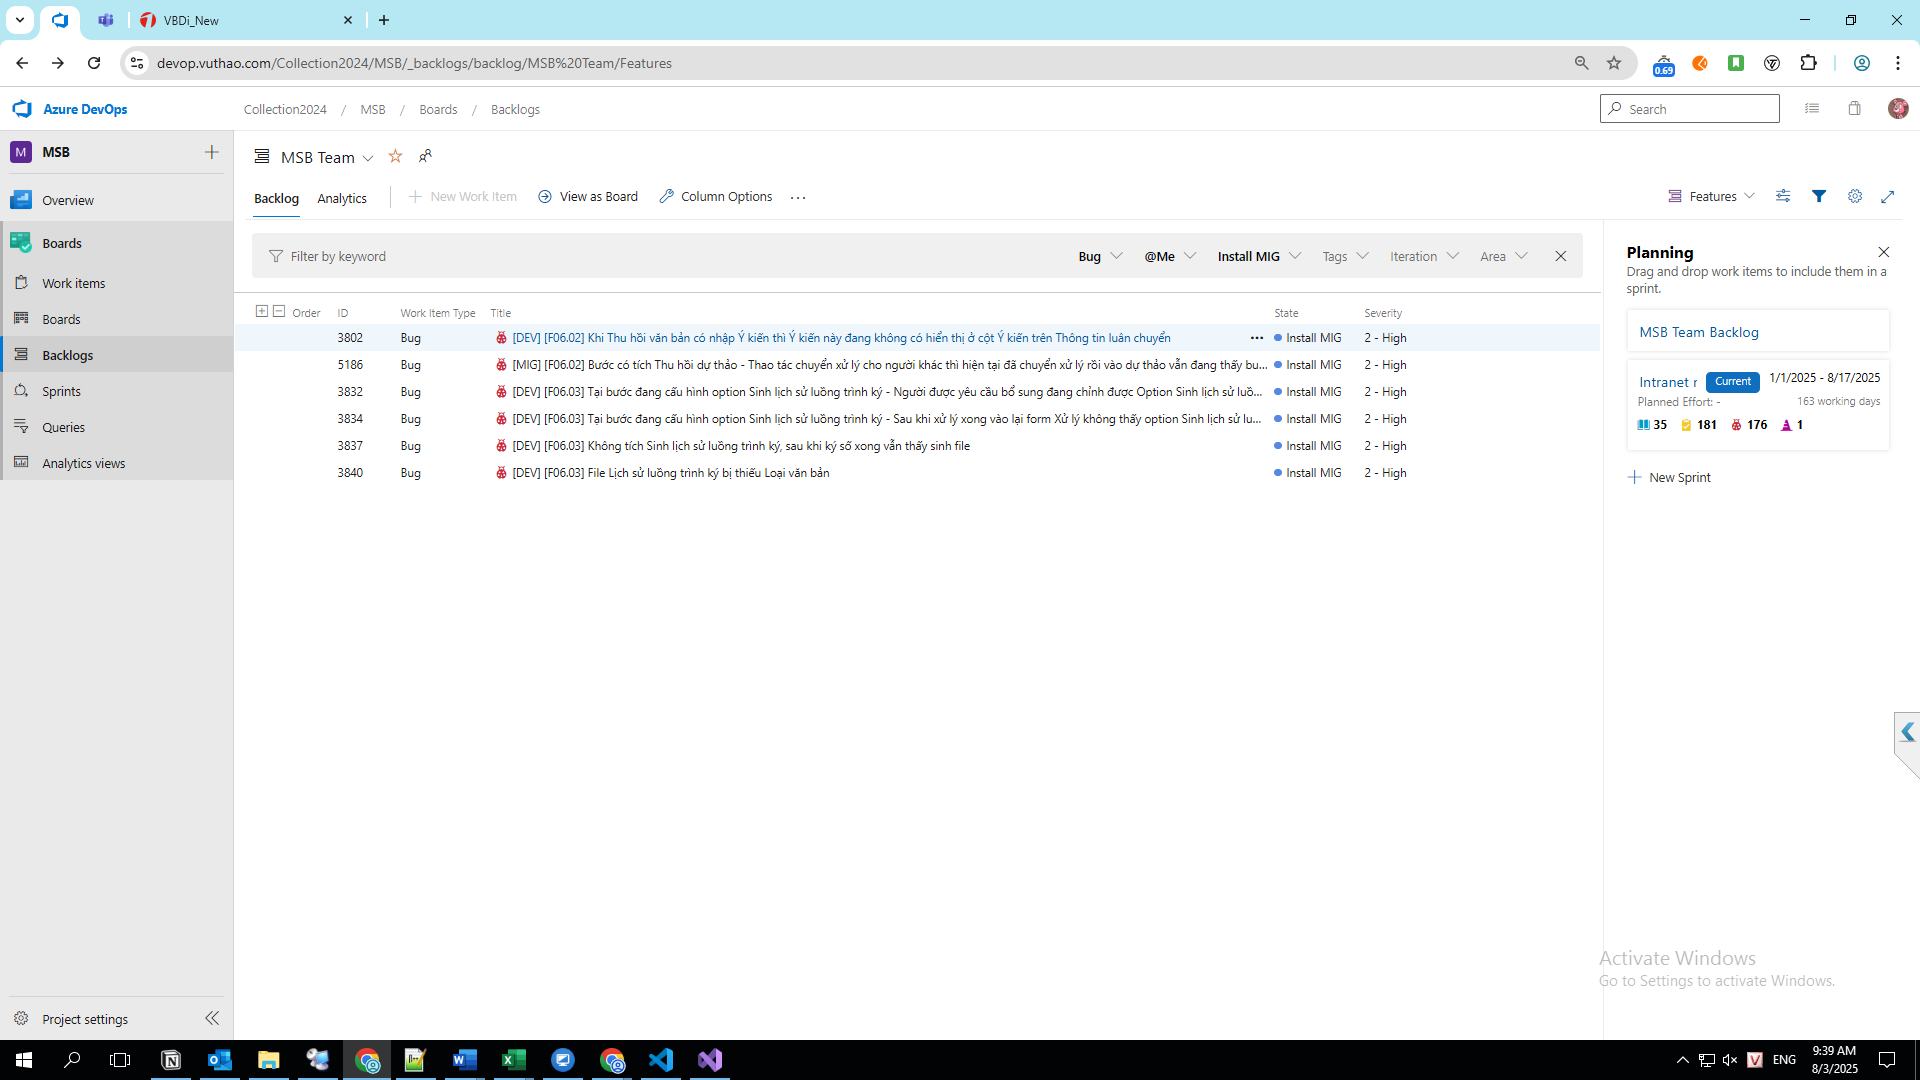 VBDi_New
devop.vuthao.com/Collection2024/MSB/_backlogs/backlog/MSB%20Team/Features
0.69
Azure DevOps
Collection2024 / MSB / Boards / Backlogs
Search
M MSB
MSB Team
Overview
Backlog Analytics New Work Item View as Board Column Options
Features
Boards
Work items
Boards
Backlogs
Sprints
Queries
Analytics views
Filter by keyword Bug @Me Install MIG Tags Iteration Area
Order ID Work Item Type Title State Severity
3802 Bug [DEV] [F06.02] Khi Thu hồi văn bản có nhập Ý kiến thì Ý kiến này đang không có hiển thị ở cột Ý kiến trên Thông tin luân chuyển ... Install MIG 2 - High
5186 Bug [MIG] [F06.02] Bước có tích Thu hồi dự thảo - Thao tác chuyển xử lý cho người khác thì hiện tại đã chuyển xử lý rồi vào dự thảo vẫn đang thấy bu... Install MIG 2 - High
3832 Bug [DEV] [F06.03] Tại bước đang cấu hình option Sinh lịch sử luồng trình ký - Người được yêu cầu bổ sung đang chỉnh được Option Sinh lịch sử luồ... Install MIG 2 - High
3834 Bug [DEV] [F06.03] Tại bước đang cấu hình option Sinh lịch sử luồng trình ký - Sau khi xử lý xong vào lại form Xử lý không thấy option Sinh lịch sử lu... Install MIG 2 - High
3837 Bug [DEV] [F06.03] Không tích Sinh lịch sử luồng trình ký, sau khi ký số xong vẫn thấy sinh file Install MIG 2 - High
3840 Bug [DEV] [F06.03] File Lịch sử luồng trình ký bị thiếu Loại văn bản Install MIG 2 - High
Planning
Drag and drop work items to include them in a
sprint.
MSB Team Backlog
Intranet r Current 1/1/2025 - 8/17/2025
Planned Effort: - 163 working days
35 181 176 1
New Sprint
Activate Windows
Go to Settings to activate Windows.
Project settings
ENG
9:39 AM
8/3/2025